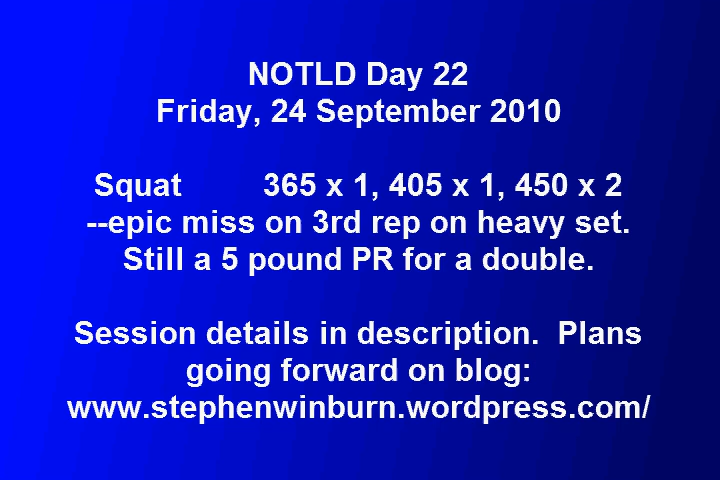 NOTLD Day 22
Friday, 24 September 2010
Squat 365 x 1, 405 x 1, 450 x 2
--epic miss on 3rd rep on heavy set.
Still a 5 pound PR for a double.
Session details in description. Plans
going forward on blog:
www.stephenwinburn.wordpress.com/